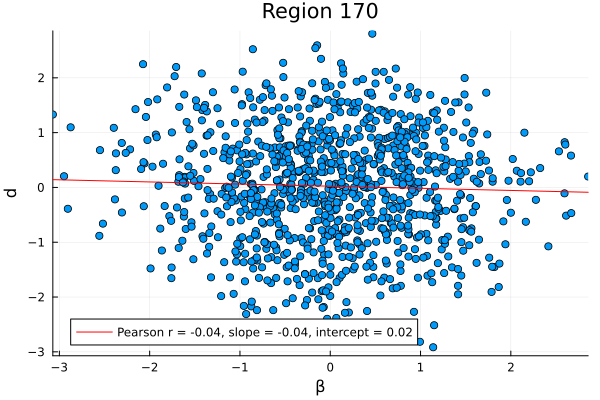 Region 170
d
2
1
0
−1
−2
−3
Pearson r = -0.04, slope = -0.04, intercept = 0.02
−3 −2 −1 0 1 2
β